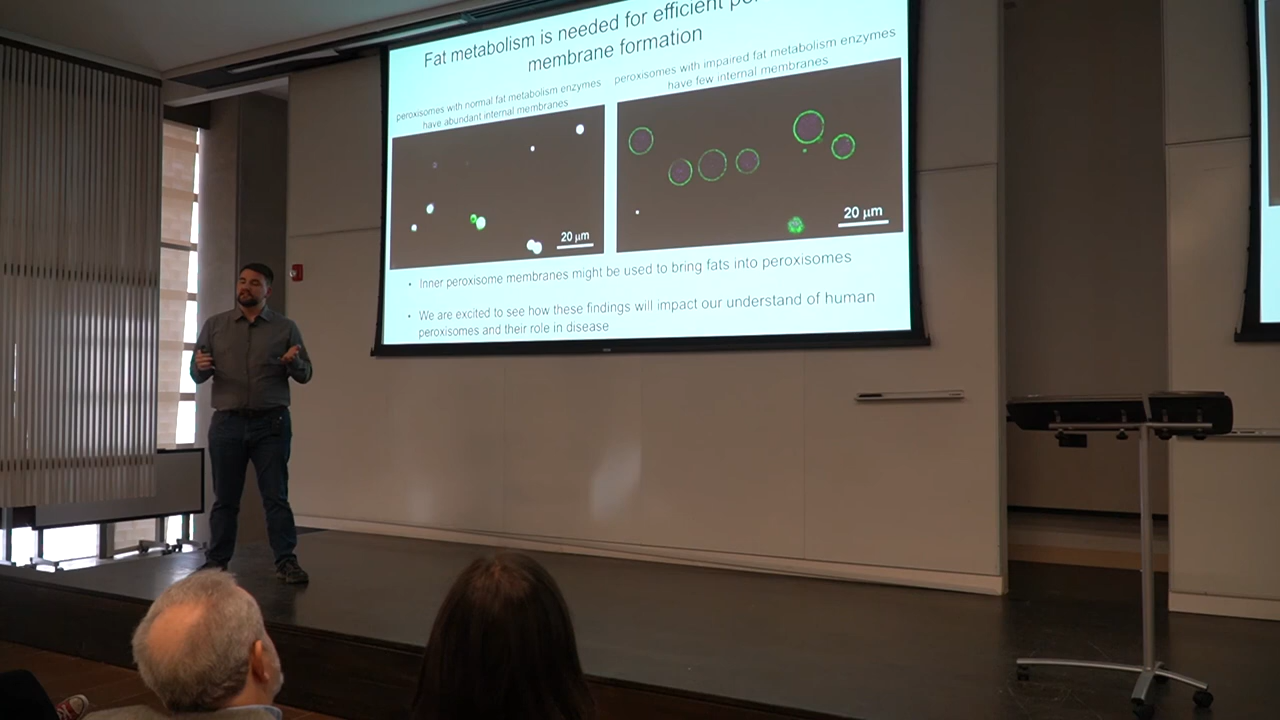 Fat metabolism is needed for efficient
membrane formation
peroxisomes with normal fat metabolism enzymes
have abundant internal membranes
peroxisomes with impaired fat metabolism enzymes
have few internal membranes
20 μm
20 μm
• Inner peroxisome membranes might be used to bring fats into peroxisomes
• We are excited to see how these findings will impact our understand of human
peroxisomes and their role in disease